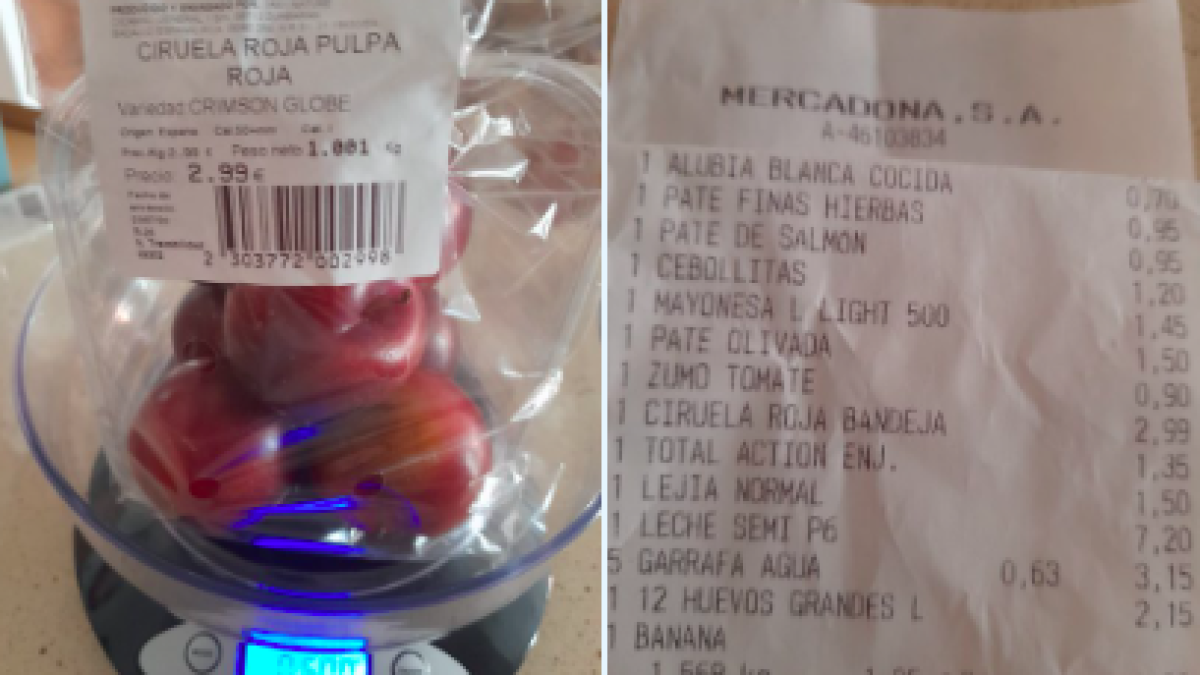 CIRUELA ROJA PULPA
ROJA
Variedad: CRIMSON GLOBE
Origen: España Cat. I
Peso neto 1.001 Kg
Precio 2.99 €
2 303772 002998
MERCADONA, S.A.
A-46103834
1 ALUBIA BLANCA COCIDA 0,70
1 PATE FINAS HIERBAS 0,95
1 PATE DE SALMON 0,95
1 CEBOLLITAS 1,20
1 MAYONESA L LIGHT 500 1,45
1 PATE OLIVADA 1,50
1 ZUMO TOMATE 0,90
1 CIRUELA ROJA BANDEJA 2,99
1 TOTAL ACTION ENJ. 1,35
1 LEJIA NORMAL 1,50
1 LECHE SEMI P6 7,20
5 GARRAFA AGUA 0,63 3,15
1 12 HUEVOS GRANDES L 2,15
1 BANANA